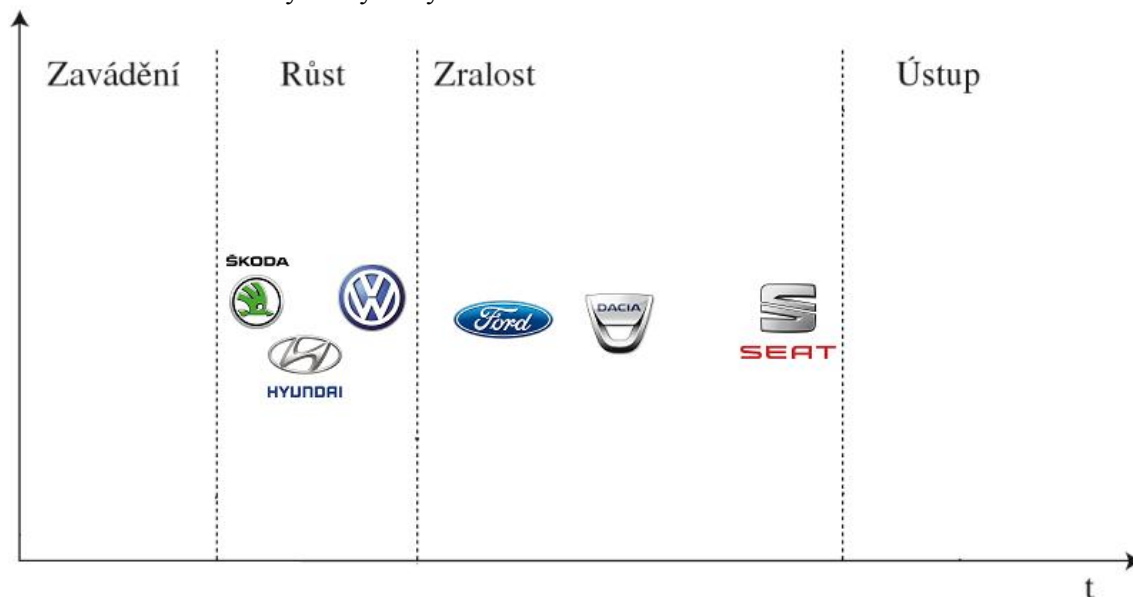 Zavádění Růst Zralost Ústup
ŠKODA
HYUNDAI
Ford
DACIA
SEAT
t